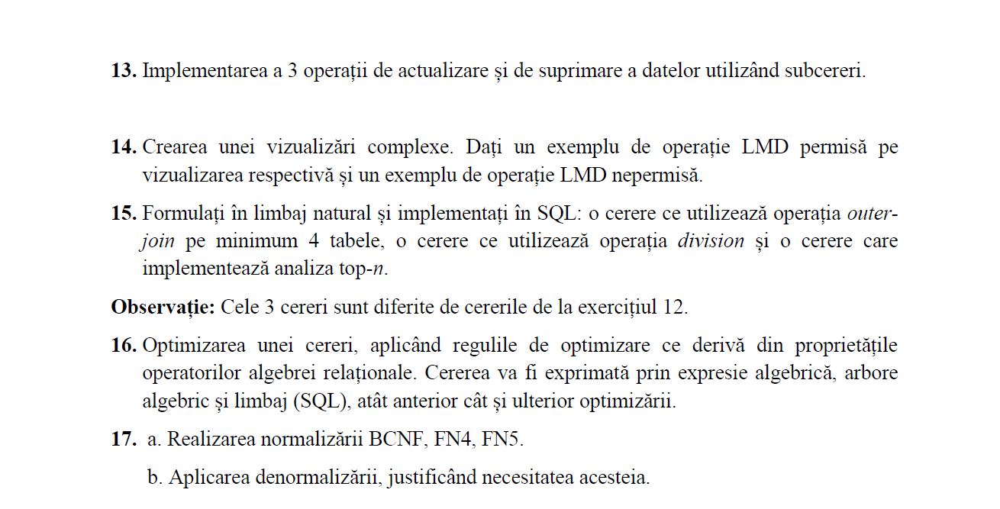 13. Implementarea a 3 operații de actualizare și de suprimare a datelor utilizând subcereri.
14. Crearea unei vizualizări complexe. Dați un exemplu de operație LMD permisă pe
vizualizarea respectivă și un exemplu de operație LMD nepermisă.
15. Formulați în limbaj natural și implementați în SQL: o cerere ce utilizează operația outer-
join pe minimum 4 tabele, o cerere ce utilizează operația division și o cerere care
implementează analiza top-n.
Observație: Cele 3 cereri sunt diferite de cererile de la exercițiul 12.
16. Optimizarea unei cereri, aplicând regulile de optimizare ce derivă din proprietățile
operatorilor algebrei relaționale. Cererea va fi exprimată prin expresie algebrică, arbore
algebric și limbaj (SQL), atât anterior cât și ulterior optimizării.
17. a. Realizarea normalizării BCNF, FN4, FN5.
b. Aplicarea denormalizării, justificând necesitatea acesteia.